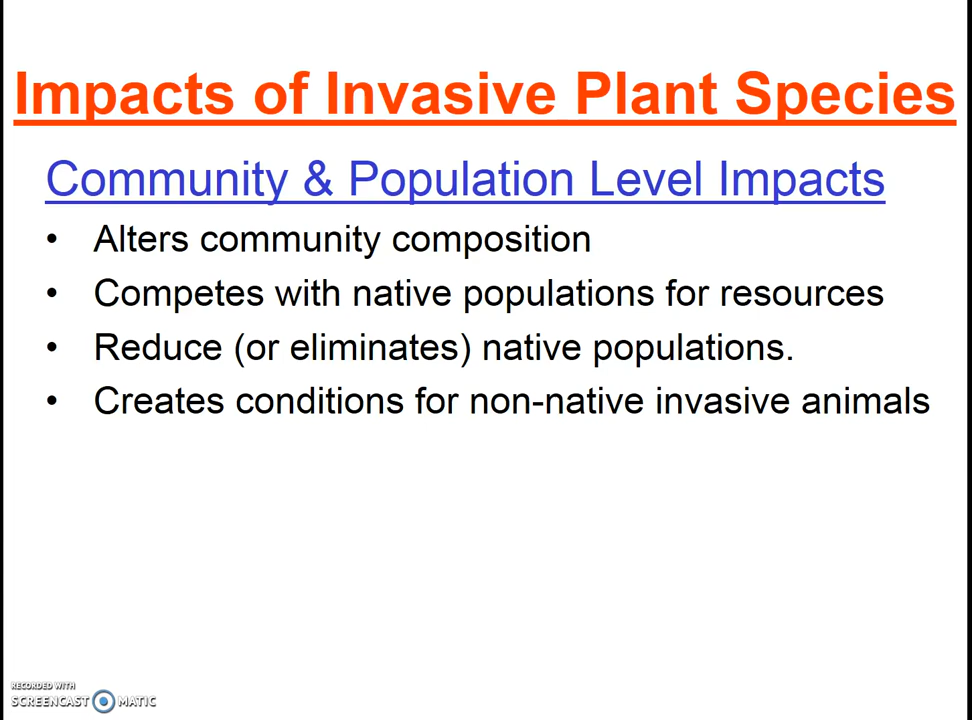 Impacts of Invasive Plant Species
Community & Population Level Impacts
• Alters community composition
• Competes with native populations for resources
• Reduce (or eliminates) native populations.
• Creates conditions for non-native invasive animals
RECORDED WITH
SCREENCAST MATIC